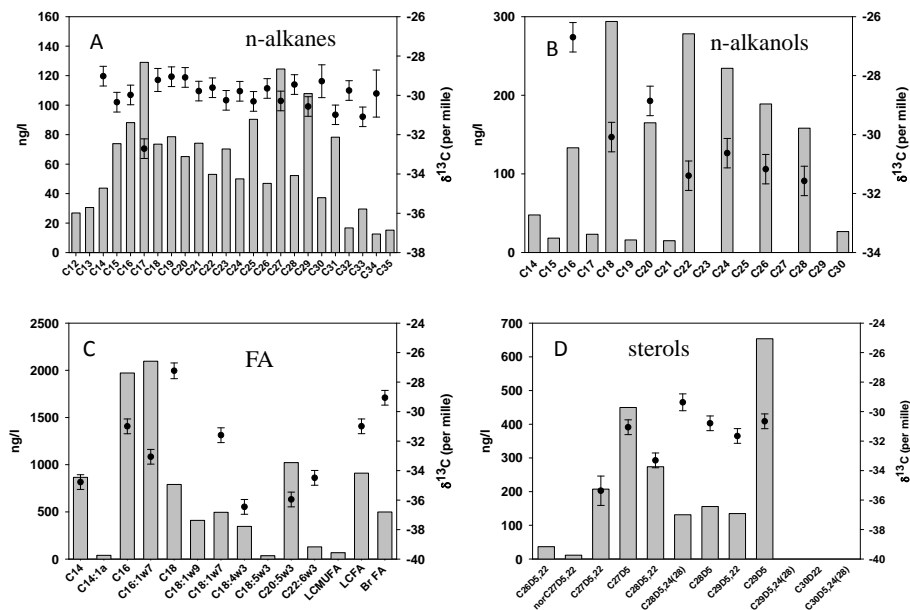 A
n-alkanes
ng/l
160
140
120
100
80
60
40
20
0
-26
-28
-30
-32
-34
-36
-38
δ13C (per mille)
C12 C13 C14 C15 C16 C17 C18 C19 C20 C21 C22 C23 C24 C25 C26 C27 C28 C29 C30 C31 C32 C33 C34 C35
B
n-alkanols
ng/l
300
200
100
0
-26
-28
-30
-32
-34
δ13C (per mille)
C14 C15 C16 C17 C18 C19 C20 C21 C22 C23 C24 C25 C26 C27 C28 C29 C30
C
FA
ng/l
2500
2000
1500
1000
500
0
-24
-26
-28
-30
-32
-34
-36
-38
-40
δ13C (per mille)
C14 C14:1a C16 C16:1w7 C18 C18:1w9 C18:1w7 C18:4w3 C18:5w3 C20:5w3 C22:6w3 LCMUFA LCFA Br FA
D
sterols
ng/l
700
600
500
400
300
200
100
0
-24
-26
-28
-30
-32
-34
-36
-38
-40
δ13C (per mille)
C26D5,22 norC27D5,22 C27D5,22 C27D5 C28D5,22 C28D5,24(28) C28D5 C29D5,22 C29D5 C29D5,24(28) C30D22 C30D5,24(28)